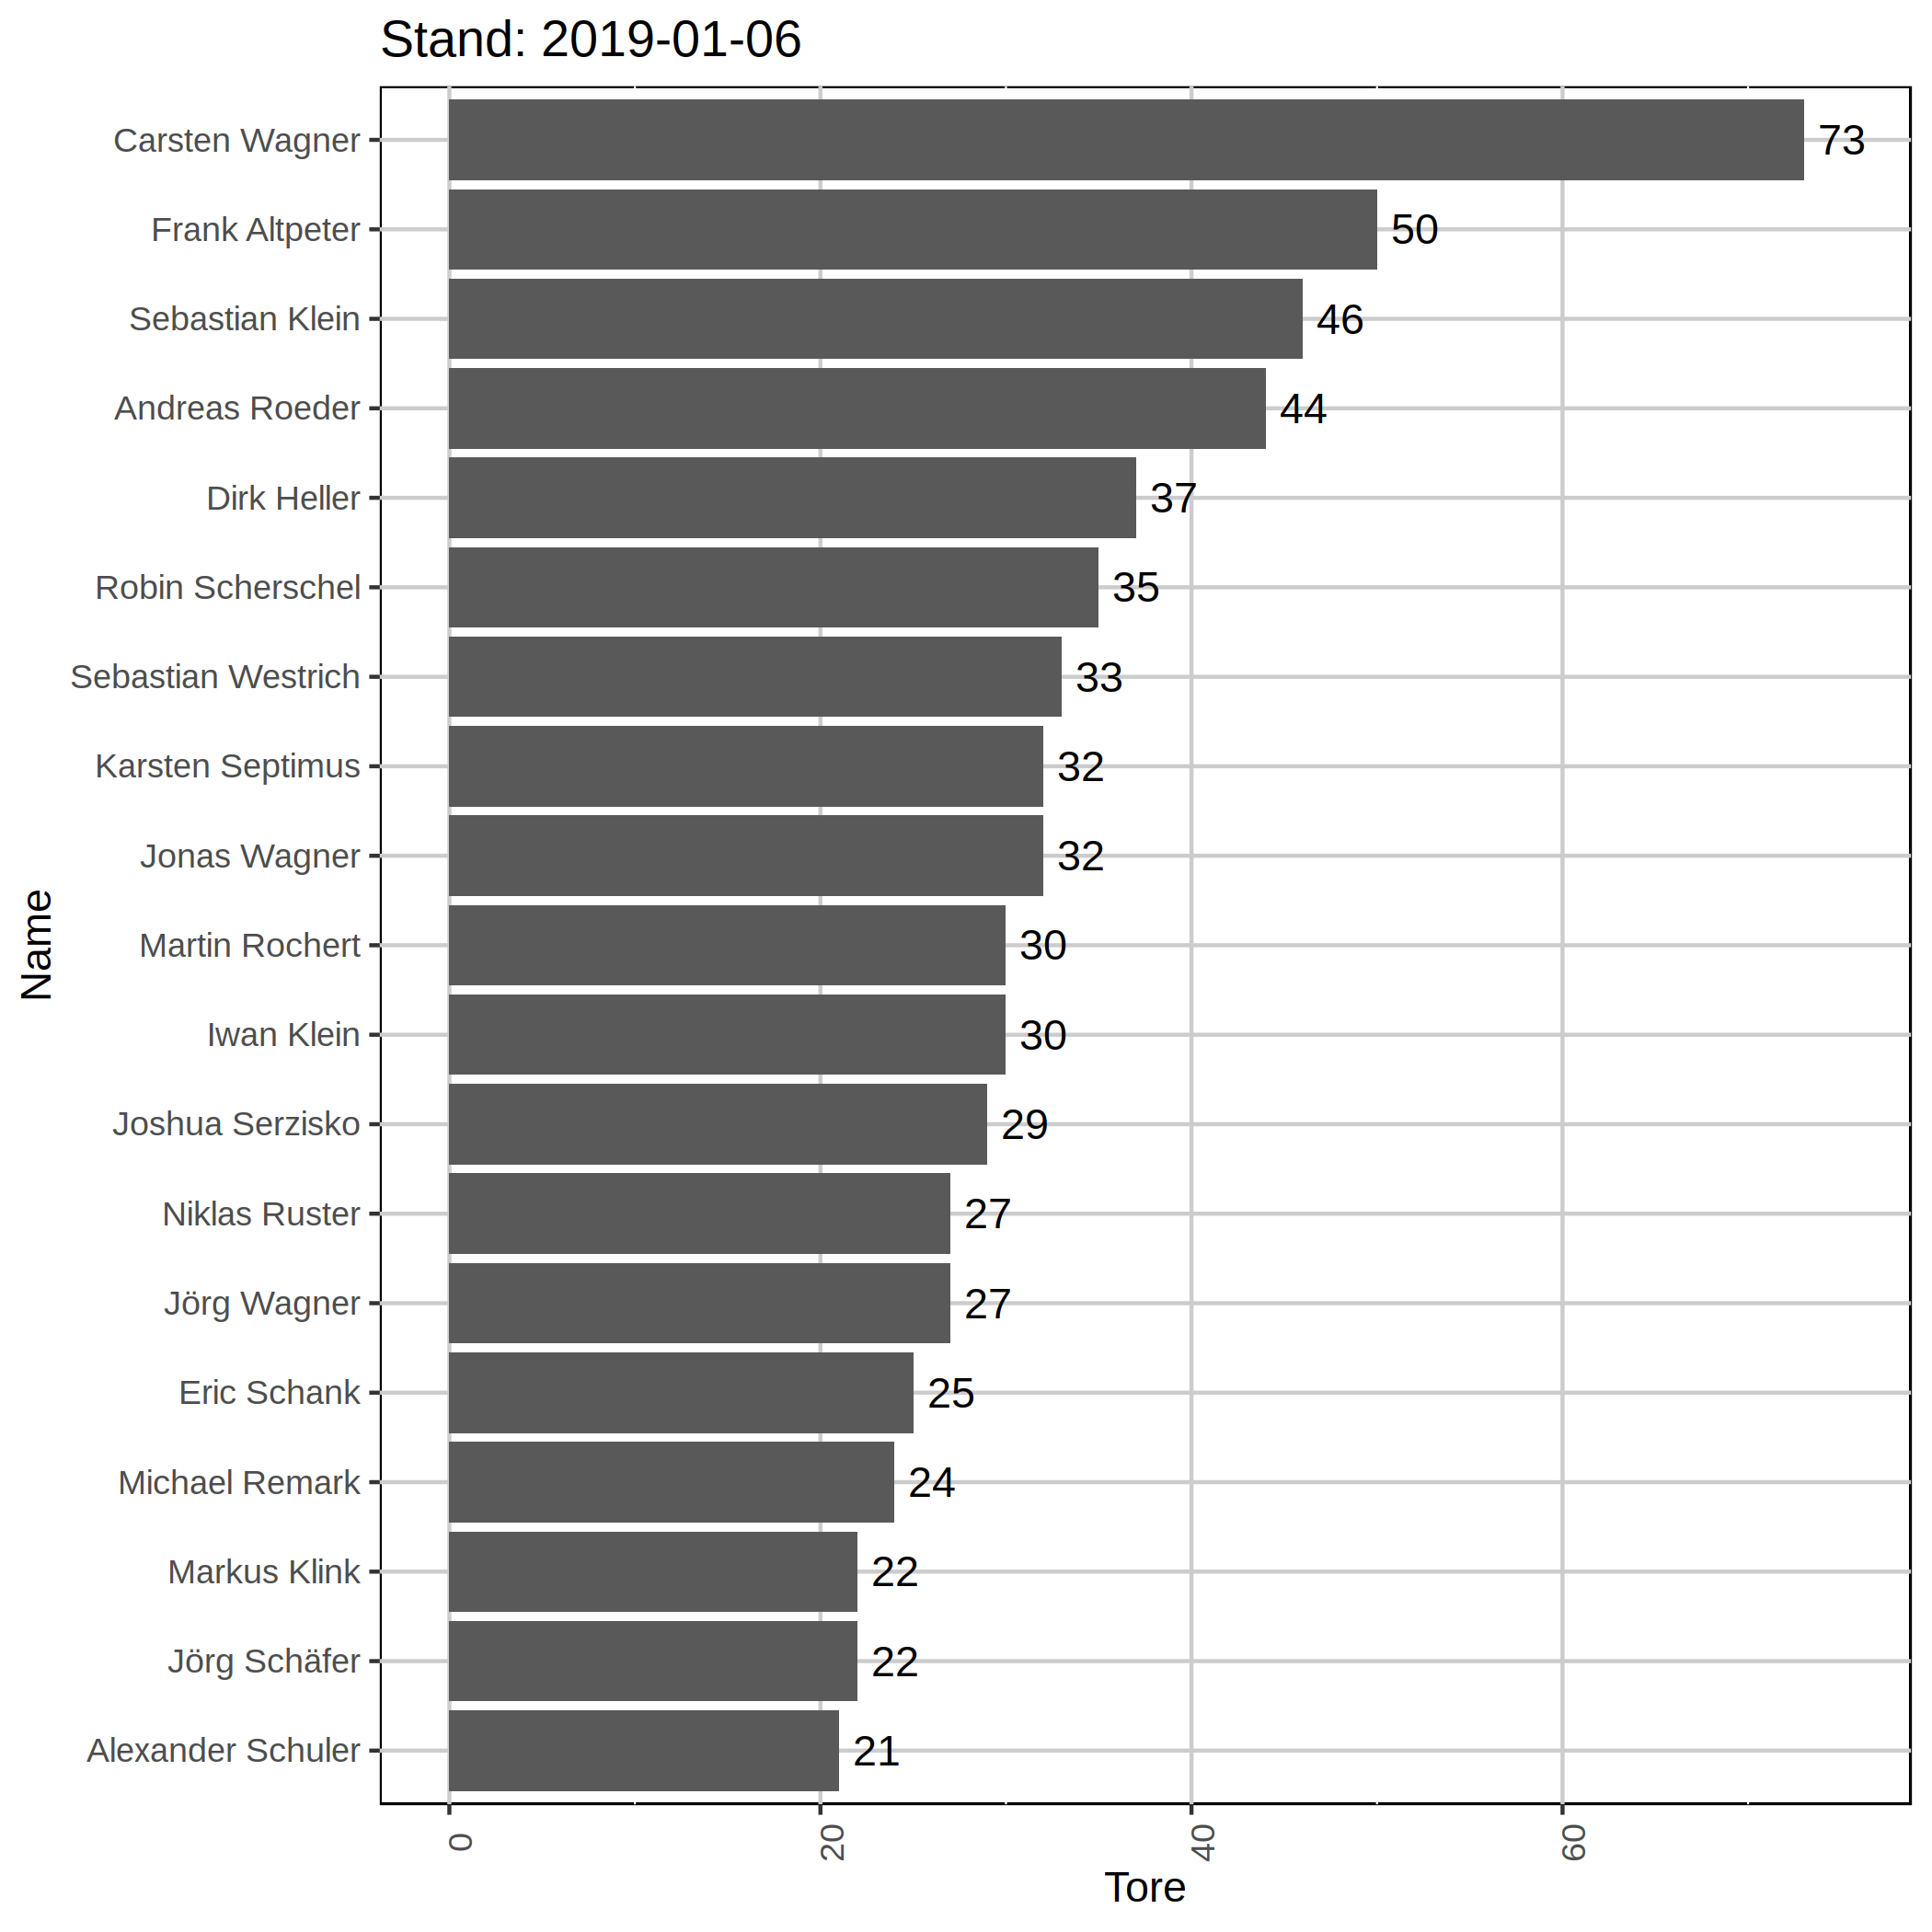 Stand: 2019-01-06
Name
Carsten Wagner 73
Frank Altpeter 50
Sebastian Klein 46
Andreas Roeder 44
Dirk Heller 37
Robin Scherschel 35
Sebastian Westrich 33
Karsten Septimus 32
Jonas Wagner 32
Martin Rochert 30
Iwan Klein 30
Joshua Serzisko 29
Niklas Ruster 27
Jörg Wagner 27
Eric Schank 25
Michael Remark 24
Markus Klink 22
Jörg Schäfer 22
Alexander Schuler 21
0 20 40 60
Tore